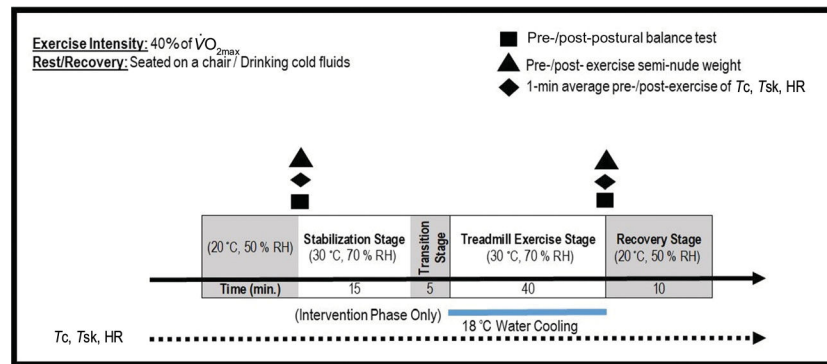 Exercise Intensity: 40% of V̇O2max
Rest/Recovery: Seated on a chair / Drinking cold fluids
Pre-/post-postural balance test
Pre-/post- exercise semi-nude weight
1-min average pre-/post-exercise of Tc, Tsk, HR
(20 °C, 50 % RH)
Stabilization Stage
(30 °C, 70 % RH)
Transition
Stage
Treadmill Exercise Stage
(30 °C, 70 % RH)
Recovery Stage
(20 °C, 50 % RH)
Time (min.) 15 5 40 10
(Intervention Phase Only)
18 °C Water Cooling
Tc, Tsk, HR